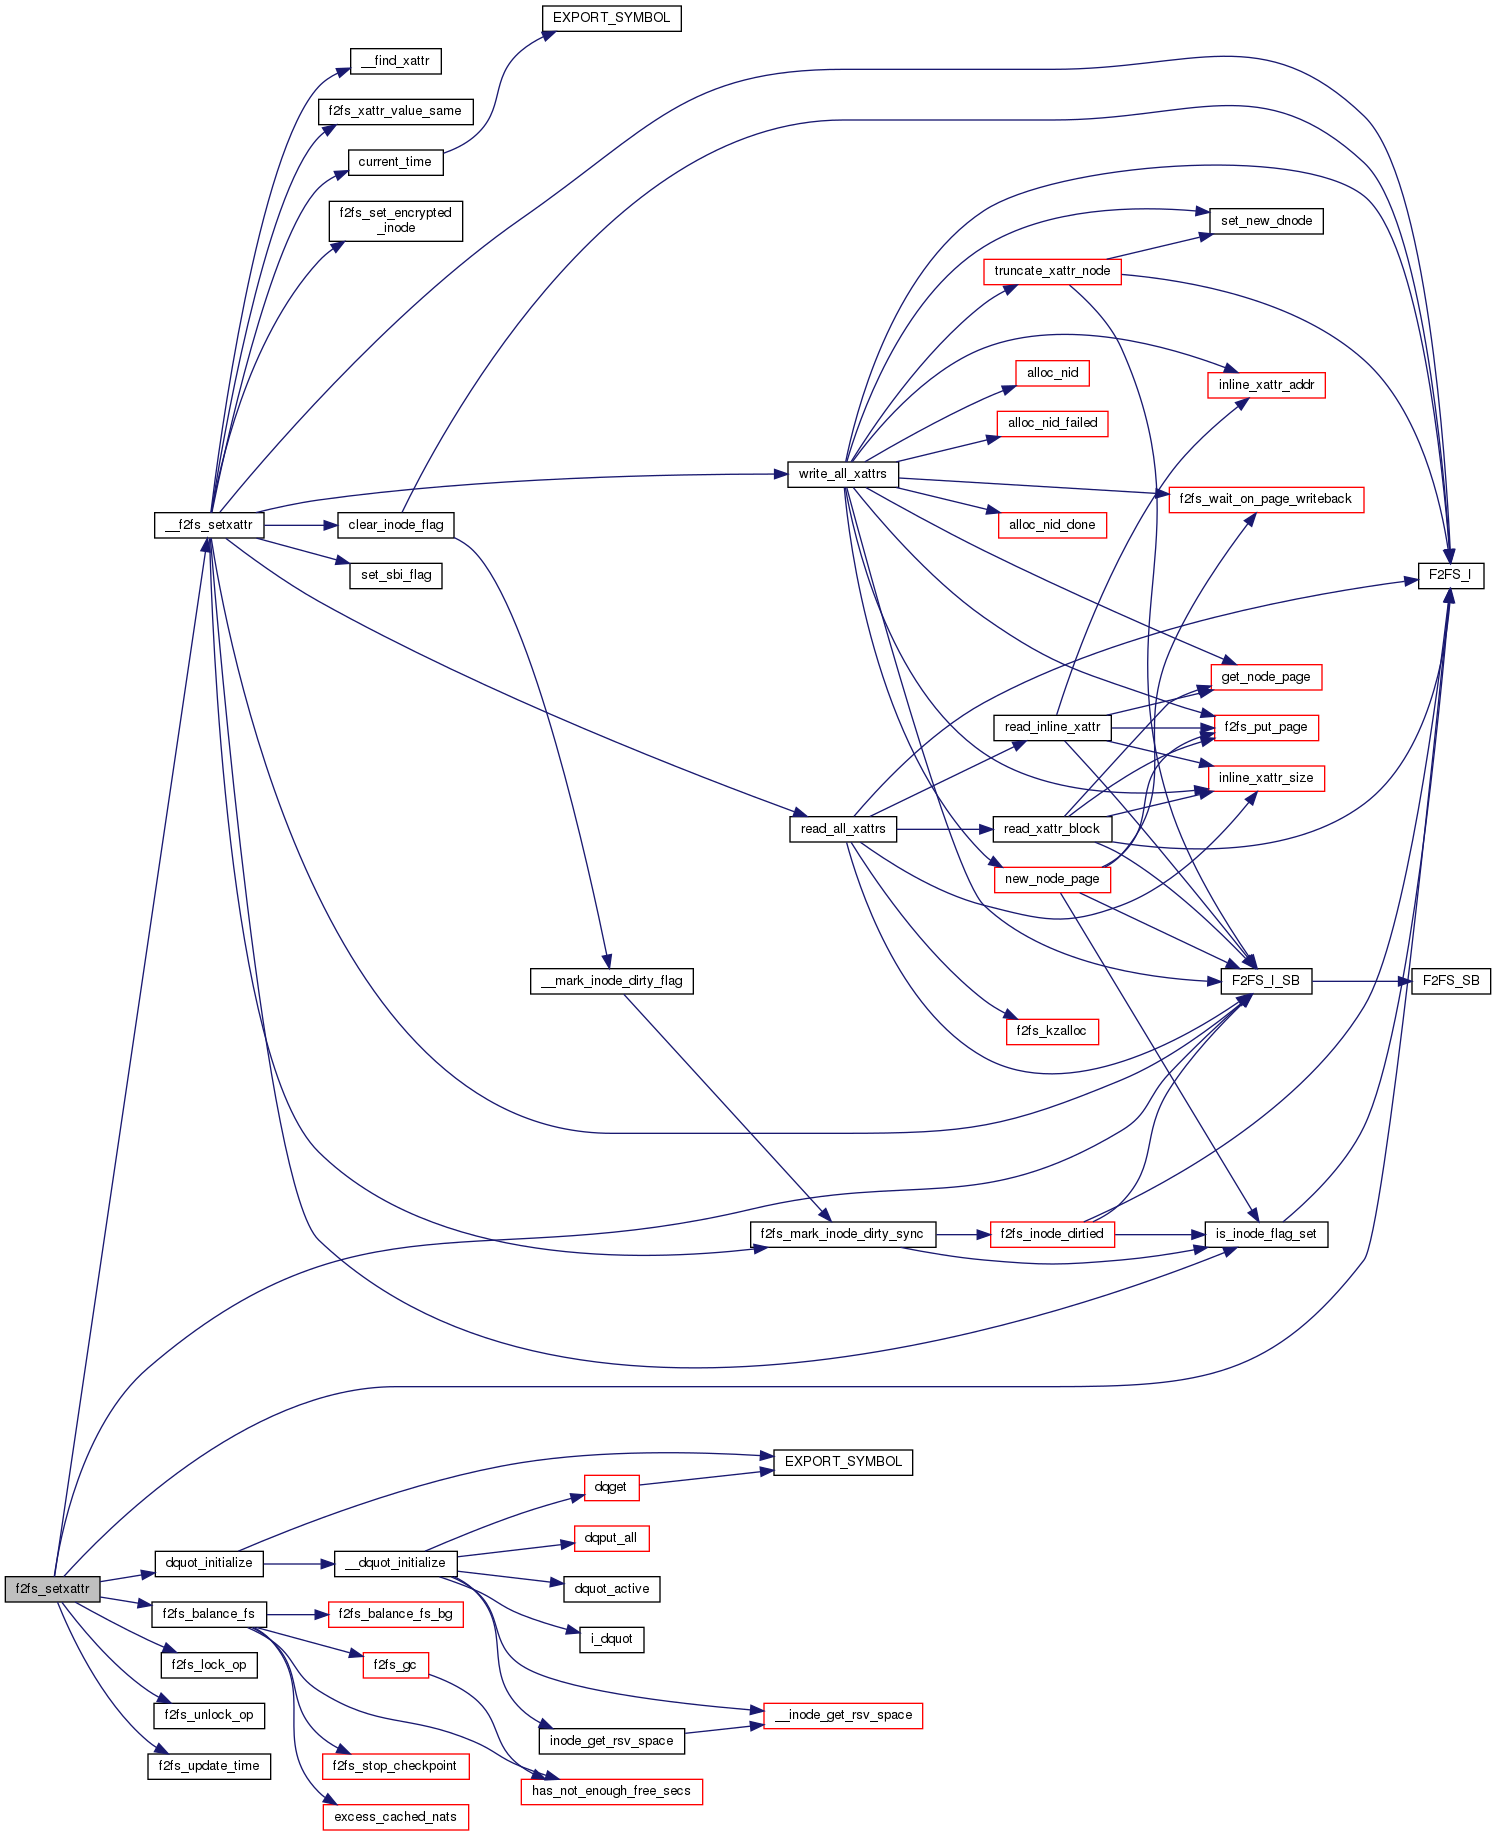 EXPORT_SYMBOL
__find_xattr
f2fs_xattr_value_same
current_time
f2fs_set_encrypted
_inode
set_new_dnode
truncate_xattr_node
alloc_nid
inline_xattr_addr
alloc_nid_failed
write_all_xattrs
f2fs_wait_on_page_writeback
__f2fs_setxattr
clear_inode_flag
alloc_nid_done
set_sbi_flag
F2FS_I
get_node_page
read_inline_xattr
f2fs_put_page
inline_xattr_size
read_all_xattrs
read_xattr_block
new_node_page
__mark_inode_dirty_flag
F2FS_I_SB
F2FS_SB
f2fs_kzalloc
f2fs_mark_inode_dirty_sync
f2fs_inode_dirtied
is_inode_flag_set
EXPORT_SYMBOL
dqget
dqput_all
dquot_initialize
__dquot_initialize
f2fs_setxattr
dquot_active
f2fs_balance_fs
f2fs_balance_fs_bg
i_dquot
f2fs_lock_op
f2fs_gc
f2fs_unlock_op
__inode_get_rsv_space
inode_get_rsv_space
f2fs_update_time
f2fs_stop_checkpoint
has_not_enough_free_secs
excess_cached_nats